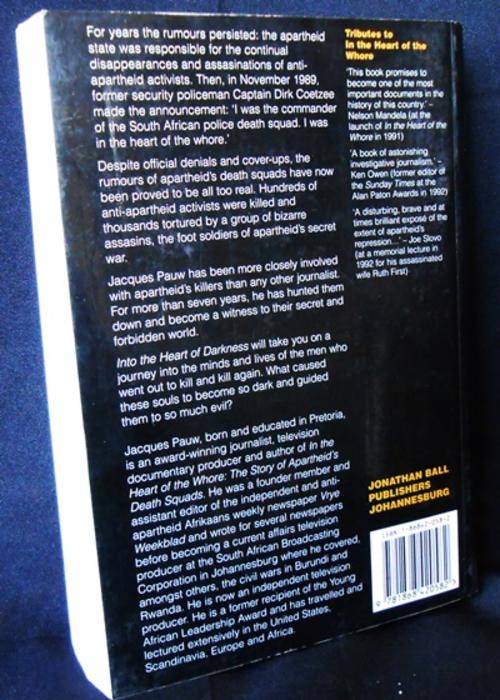 For years the rumours persisted: the apartheid
state was responsible for the continual
disappearances and assasinations of anti-
apartheid activists. Then, in November 1989,
former security policeman Captain Dirk Coetzee
made the announcement: 'I was the commander
of the South African police death squad. I was
in the heart of the whore.'
Despite official denials and cover-ups, the
rumours of apartheid's death squads have now
been proved to be all too real. Hundreds of
anti-apartheid activists were killed and
thousands tortured by a group of bizarre
assasins, the foot soldiers of apartheid's secret
war.
Jacques Pauw has been more closely involved
with apartheid's killers than any other journalist.
For more than seven years, he has hunted them
down and become a witness to their secret and
forbidden world.
Into the Heart of Darkness will take you on a
journey into the minds and lives of the men who
went out to kill and kill again. What caused
these souls to become so dark and guided
them to so much evil?
Jacques Pauw, born and educated in Pretoria,
is an award-winning journalist, television
documentary producer and author of In the
Heart of the Whore: The Story of Apartheid's
Death Squads. He was a founder member and
assistant editor of the independent and anti-
apartheid Afrikaans weekly newspaper Vrye
Weekblad and wrote for several newspapers
before becoming a current affairs television
producer at the South African Broadcasting
Corporation in Johannesburg where he covered,
amongst others, the civil wars in Burundi and
Rwanda. He is now an independent television
producer. He is a former recipient of the Young
African Leadership Award and has travelled and
lectured extensively in the United States,
Scandinavia, Europe and Africa.
Tributes to
In the Heart of the
Whore
'This book promises to
become one of the most
important documents in the
history of this country.' –
Nelson Mandela (at the
launch of In the Heart of the
Whore in 1991)
'A book of astonishing
investigative journalism.' –
Ken Owen (former editor of
the Sunday Times at the
Alan Paton Awards in 1992)
'A disturbing, brave and at
times brilliant exposé of the
extent of apartheid's
repression...' – Joe Slovo
(at a memorial lecture in
1992 for his assassinated
wife Ruth First)
JONATHAN BALL
PUBLISHERS
JOHANNESBURG
ISBN 1-86842-058-2
9 781868 420582